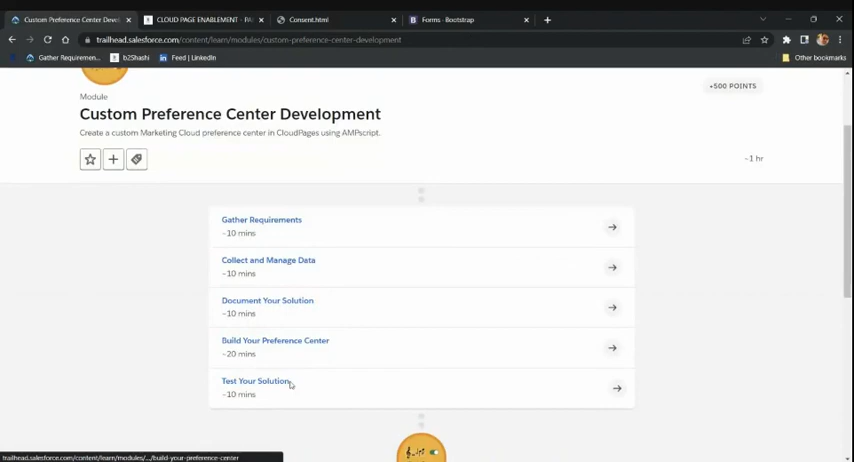 Custom Preference Center Devel
CLOUD PAGE ENABLEMENT
Consent.html
Forms · Bootstrap
trailhead.salesforce.com/content/learn/modules/custom-preference-center-development
Gather Requiremen...
b2Shashi
Feed | LinkedIn
Other bookmarks
+500 POINTS
Module
Custom Preference Center Development
Create a custom Marketing Cloud preference center in CloudPages using AMPscript.
~1 hr
Gather Requirements
~10 mins
Collect and Manage Data
~10 mins
Document Your Solution
~10 mins
Build Your Preference Center
~20 mins
Test Your Solution
~10 mins
trailhead.salesforce.com/content/learn/modules/.../build-your-preference-center